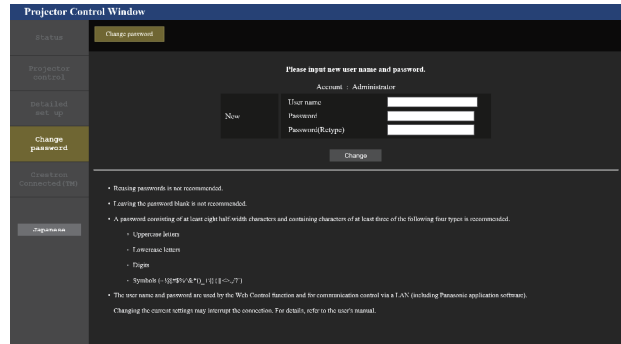 Projector Control Window
Status
Change password
Projector
control
Detailed
set up
Change
password
Crestron
Connected(TM)
Japanese
Please input new user name and password.
Account : Administrator
New
User name
Password
Password(Retype)
Change
• Reusing passwords is not recommended.
• Leaving the password blank is not recommended.
• A password consisting of at least eight half-width characters and containing characters of at least three of the following four types is recommended.
- Uppercase letters
- Lowercase letters
- Digits
- Symbols
• The user name and password are used by the Web Control function and for communication control via a LAN (including Panasonic application software).
Changing the current settings may interrupt the connection. For details, refer to the user's manual.